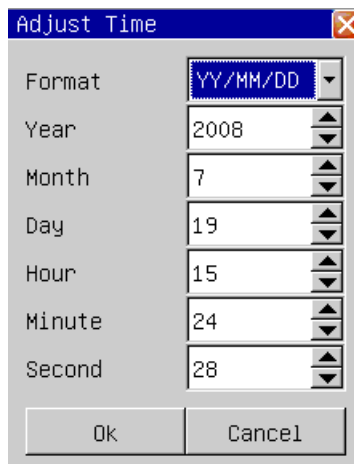 Adjust Time
Format YY/MM/DD
Year 2008
Month 7
Day 19
Hour 15
Minute 24
Second 28
Ok Cancel